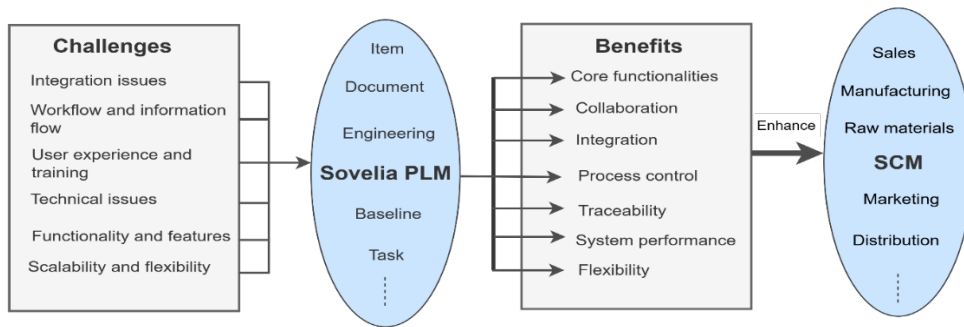 Challenges
Integration issues
Workflow and information
flow
User experience and
training
Technical issues
Functionality and features
Scalability and flexibility
Item
Document
Engineering
Sovelia PLM
Baseline
Task
Benefits
Core functionalities
Collaboration
Integration
Process control
Traceability
System performance
Flexibility
Enhance
Sales
Manufacturing
Raw materials
SCM
Marketing
Distribution